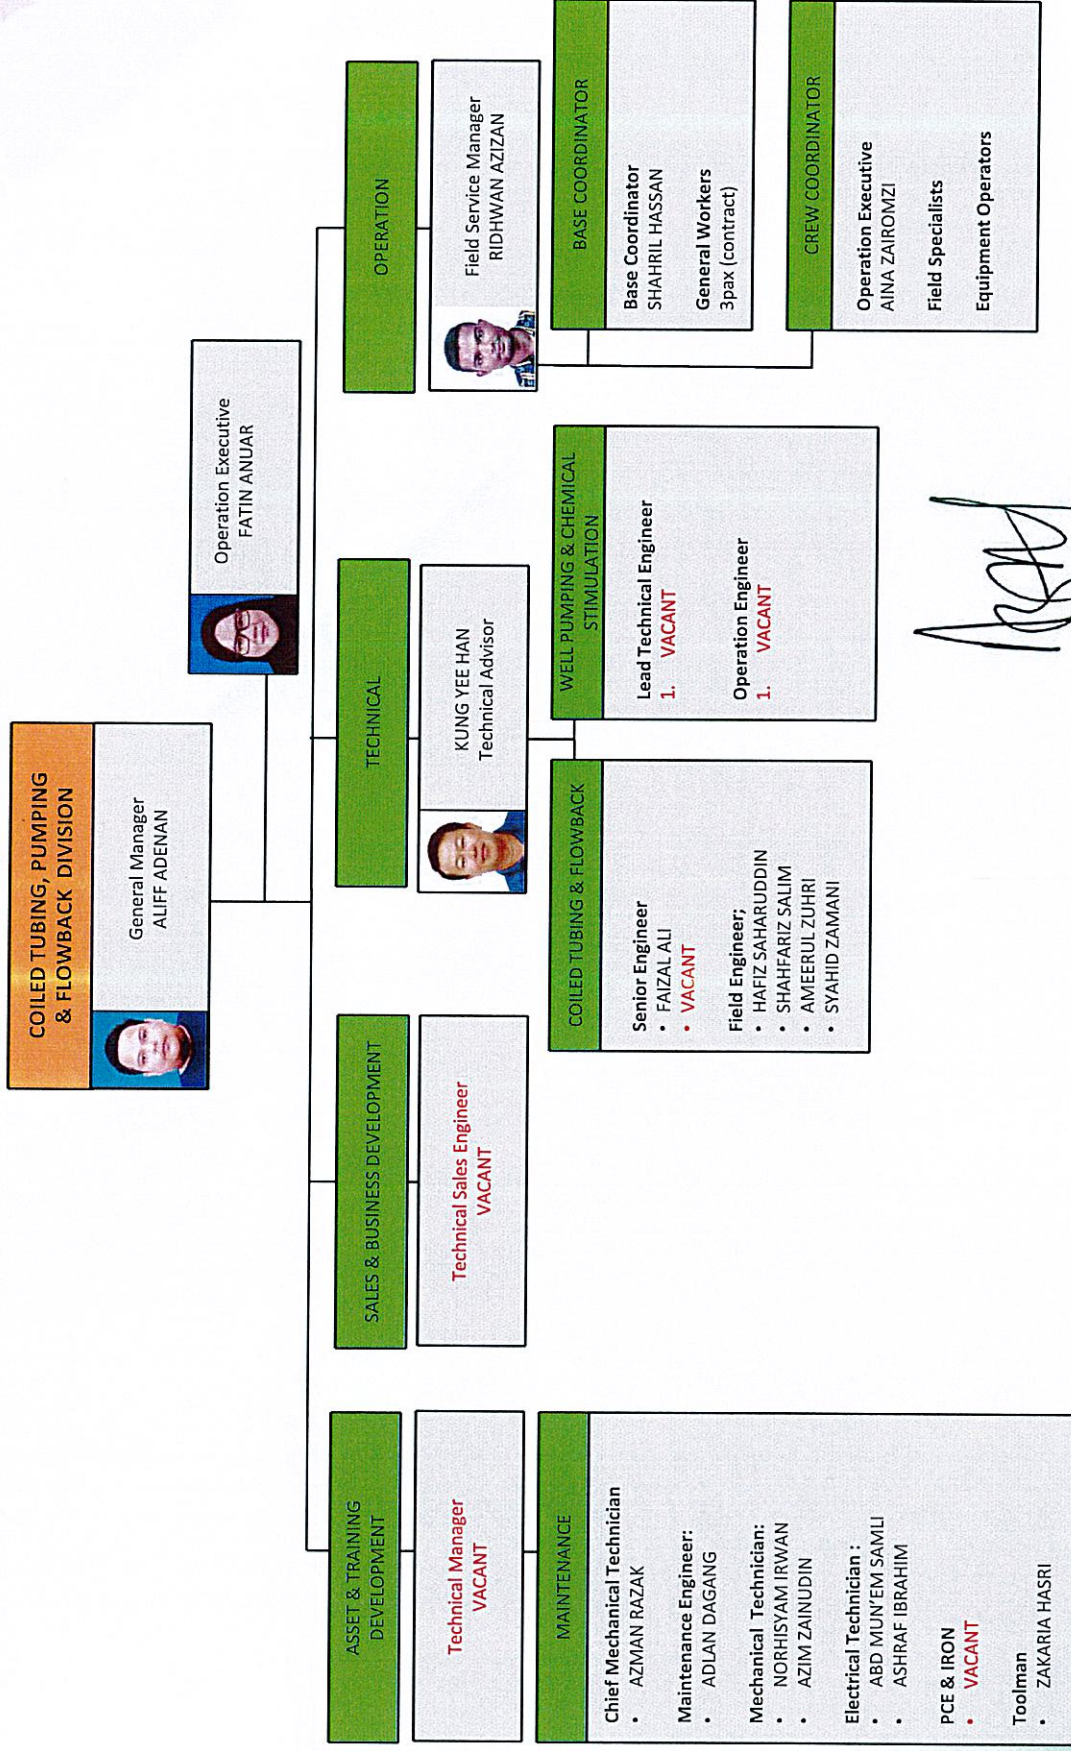 COILED TUBING, PUMPING
& FLOWBACK DIVISION
General Manager
ALIFF ADENAN
Operation Executive
FATIN ANUAR
ASSET & TRAINING
DEVELOPMENT
Technical Manager
VACANT
MAINTENANCE
Chief Mechanical Technician
• AZMAN RAZAK
Maintenance Engineer:
• ADLAN DAGANG
Mechanical Technician:
• NORHISYAM IRWAN
• AZIM ZAINUDIN
Electrical Technician :
• ABD MUN'EM SAMLI
• ASHRAF IBRAHIM
PCE & IRON
• VACANT
Toolman
• ZAKARIA HASRI
SALES & BUSINESS DEVELOPMENT
Technical Sales Engineer
VACANT
TECHNICAL
KUNG YEE HAN
Technical Advisor
COILED TUBING & FLOWBACK
Senior Engineer
• FAIZAL ALI
• VACANT
Field Engineer;
• HAFIZ SAHARUDDIN
• SHAHFARIZ SALIM
• AMEERUL ZUHRI
• SYAHID ZAMANI
WELL PUMPING & CHEMICAL
STIMULATION
Lead Technical Engineer
1. VACANT
Operation Engineer
1. VACANT
OPERATION
Field Service Manager
RIDHWAN AZIZAN
BASE COORDINATOR
Base Coordinator
SHAHRIL HASSAN
General Workers
3pax (contract)
CREW COORDINATOR
Operation Executive
AINA ZAIROMZI
Field Specialists
Equipment Operators